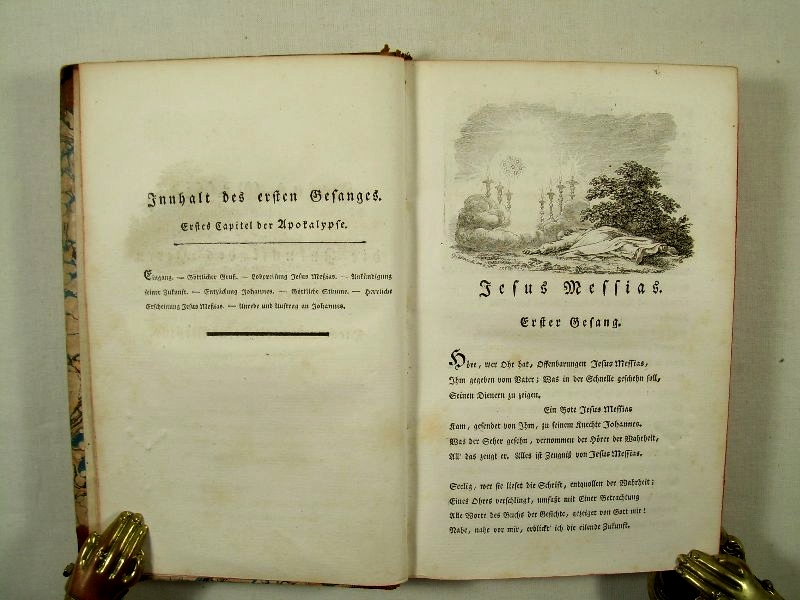 Innhalt des ersten Gesanges.
Erstes Capitel der Apokalypse.
Eingang. — Göttlicher Gruß. — Lobpreisung Jesus Meßias. — Ankündigung
seiner Zukunft. — Entzückung Johannes. — Göttliche Stimme. — Herrliche
Erscheinung Jesus Meßias. — Anrede und Auftrag an Johannes.
Jesus Messias.
Erster Gesang.
Höre, wer Ohr hat, Offenbarungen Jesus Messias,
Ihm gegeben vom Vater; Was in der Schnelle geschehn soll,
Seinen Dienern zu zeigen.
Ein Bote Jesus Messias
Kam, gesendet von Ihm, zu seinem Knechte Johannes.
Was der Seher gesehn, vernommen der Hörer der Wahrheit,
All' das zeugt er. Alles ist Zeugniß von Jesus Messias.
Seelig, wer sie lieset die Schrift, entquollen der Wahrheit;
Eines Ohres verschlingt, umfaßt mit Einer Betrachtung
Alle Worte des Buchs der Gesichte, gezeiget von Gott mir!
Nahe, nahe vor mir, erblickt' ich die eilende Zukunft.